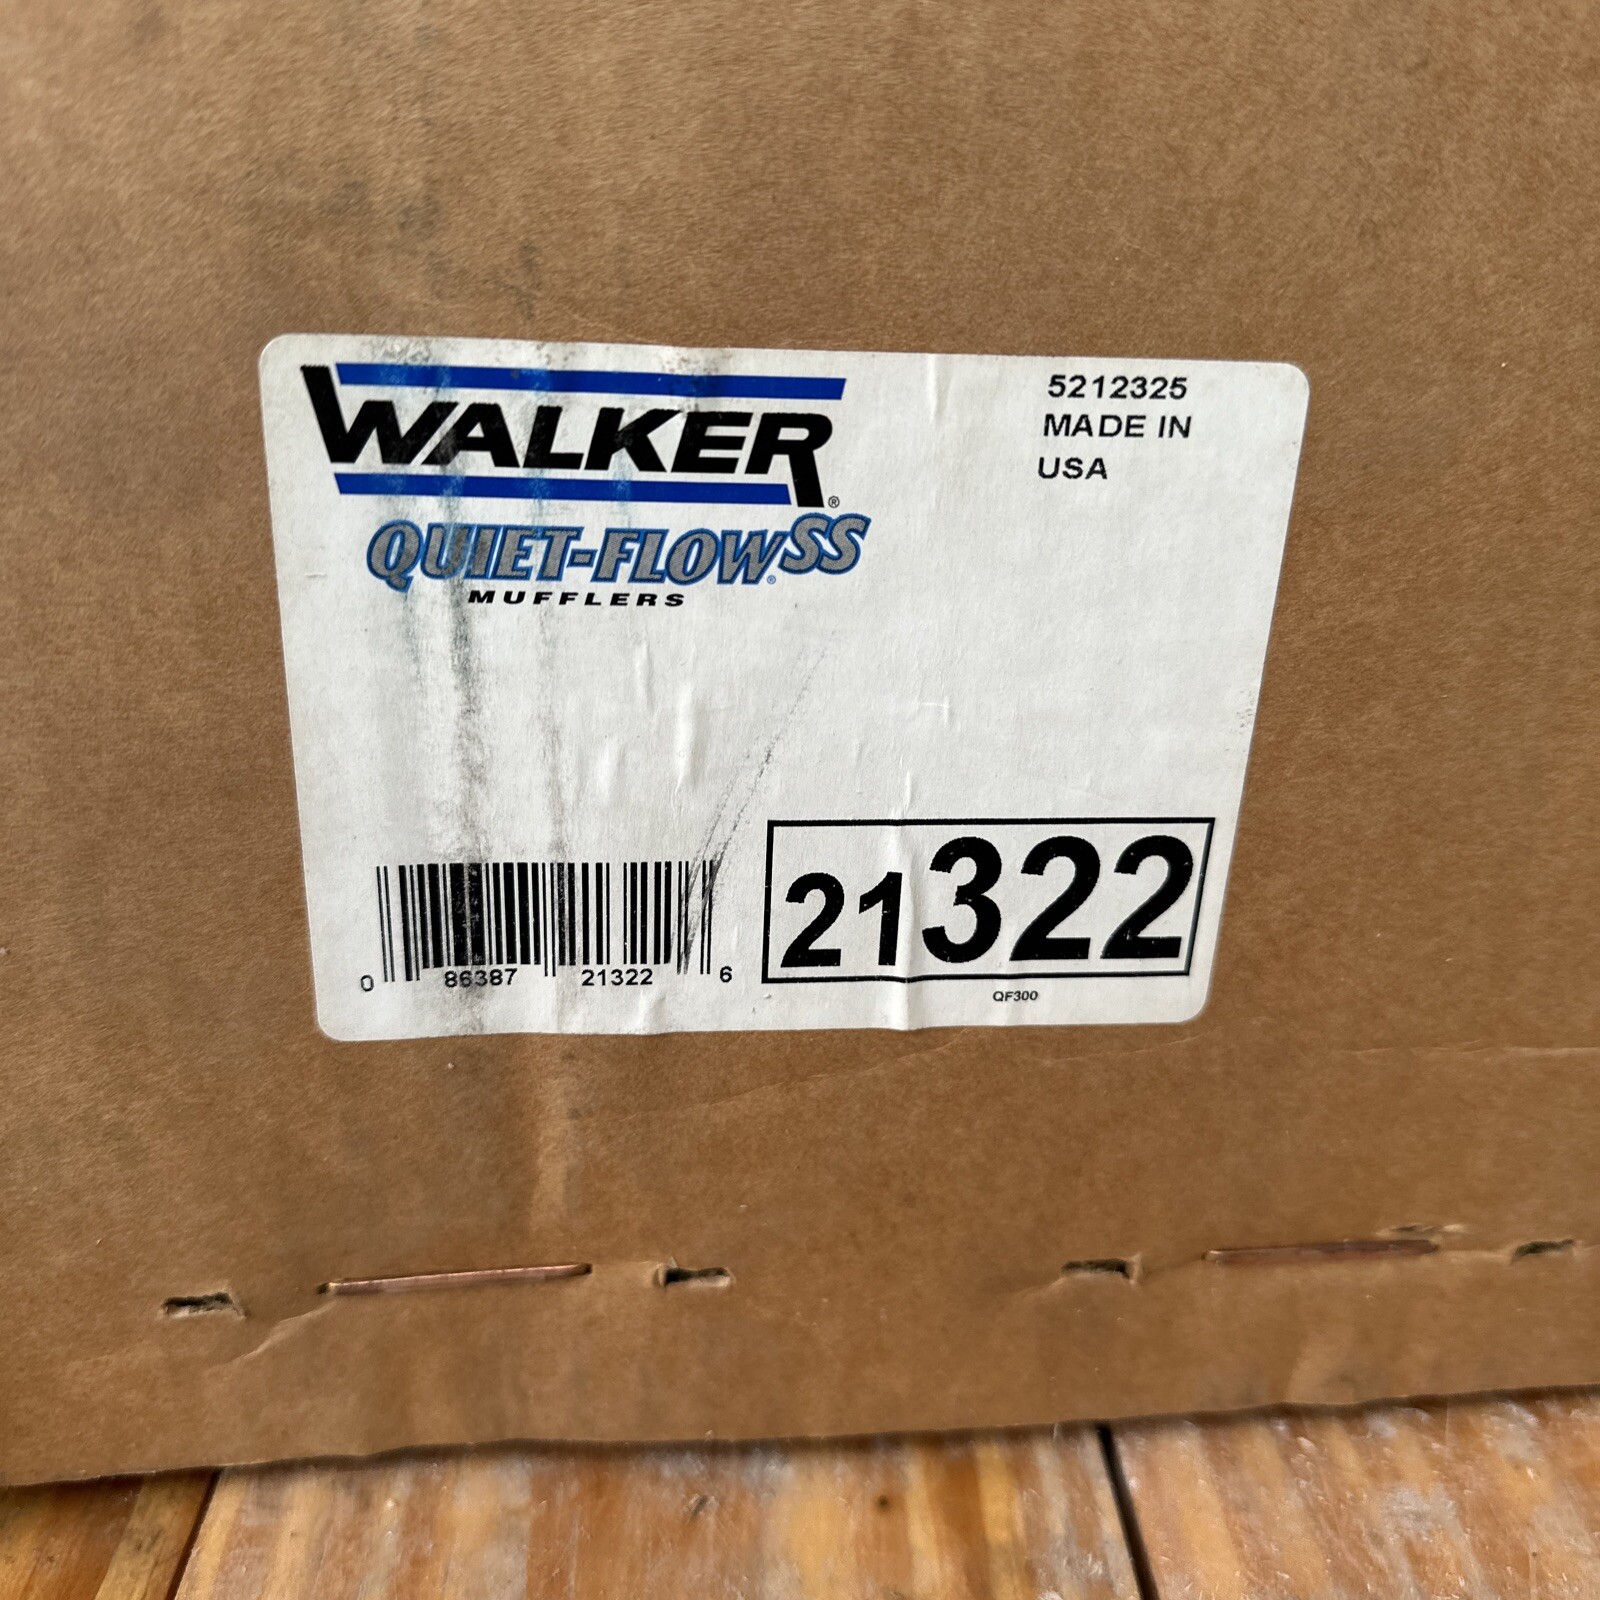 WALKER®
QUIET-FLOW®SS
MUFFLERS
5212325
MADE IN
USA
0 86387 21322 6
21322
QF300